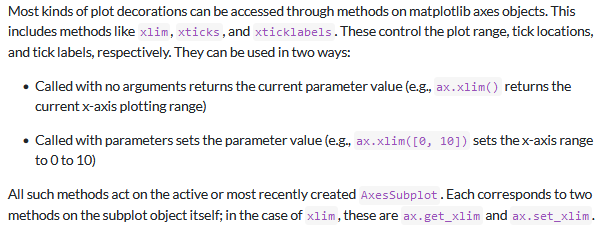 Most kinds of plot decorations can be accessed through methods on matplotlib axes objects. This
includes methods like xlim, xticks, and xticklabels. These control the plot range, tick locations,
and tick labels, respectively. They can be used in two ways:
• Called with no arguments returns the current parameter value (e.g., ax.xlim() returns the
current x-axis plotting range)
• Called with parameters sets the parameter value (e.g., ax.xlim([0, 10]) sets the x-axis range
to 0 to 10)
All such methods act on the active or most recently created AxesSubplot. Each corresponds to two
methods on the subplot object itself; in the case of xlim, these are ax.get_xlim and ax.set_xlim.